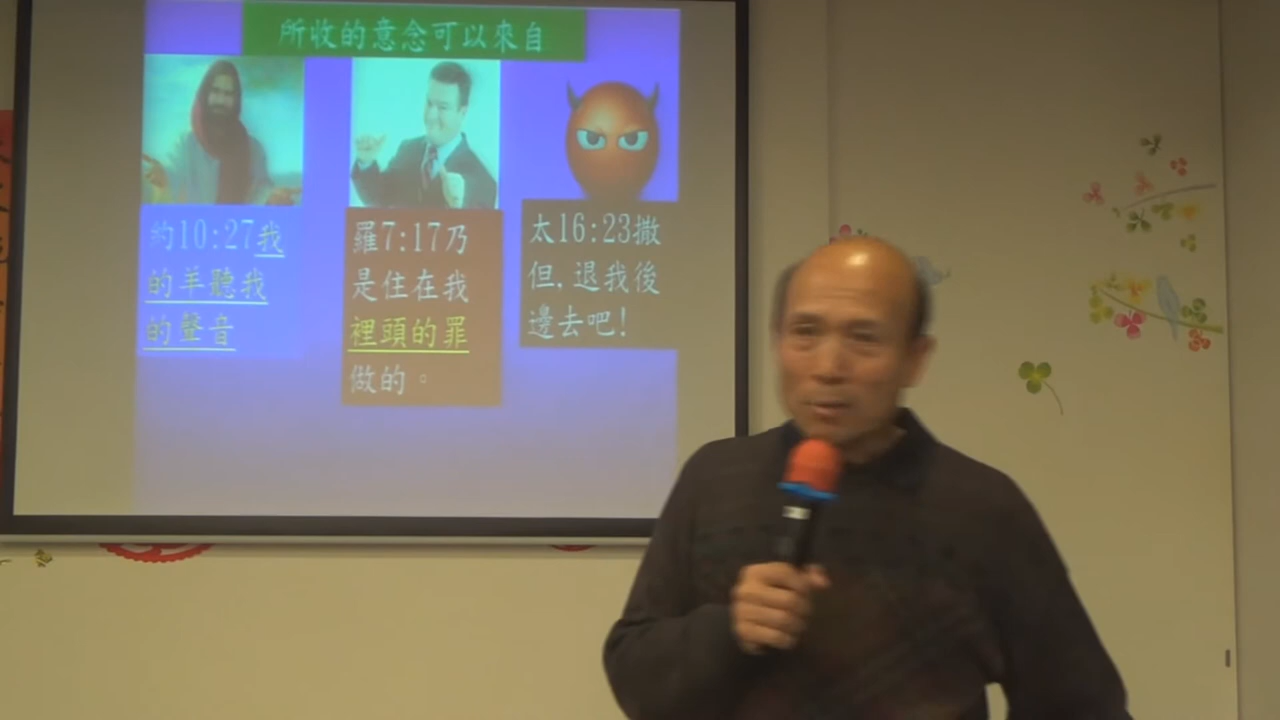 所收的意念可以來自
約10:27我
的羊聽我
的聲音
羅7:17乃
是住在我
裡頭的罪
做的。
太16:23撒
但,退我後
邊去吧!